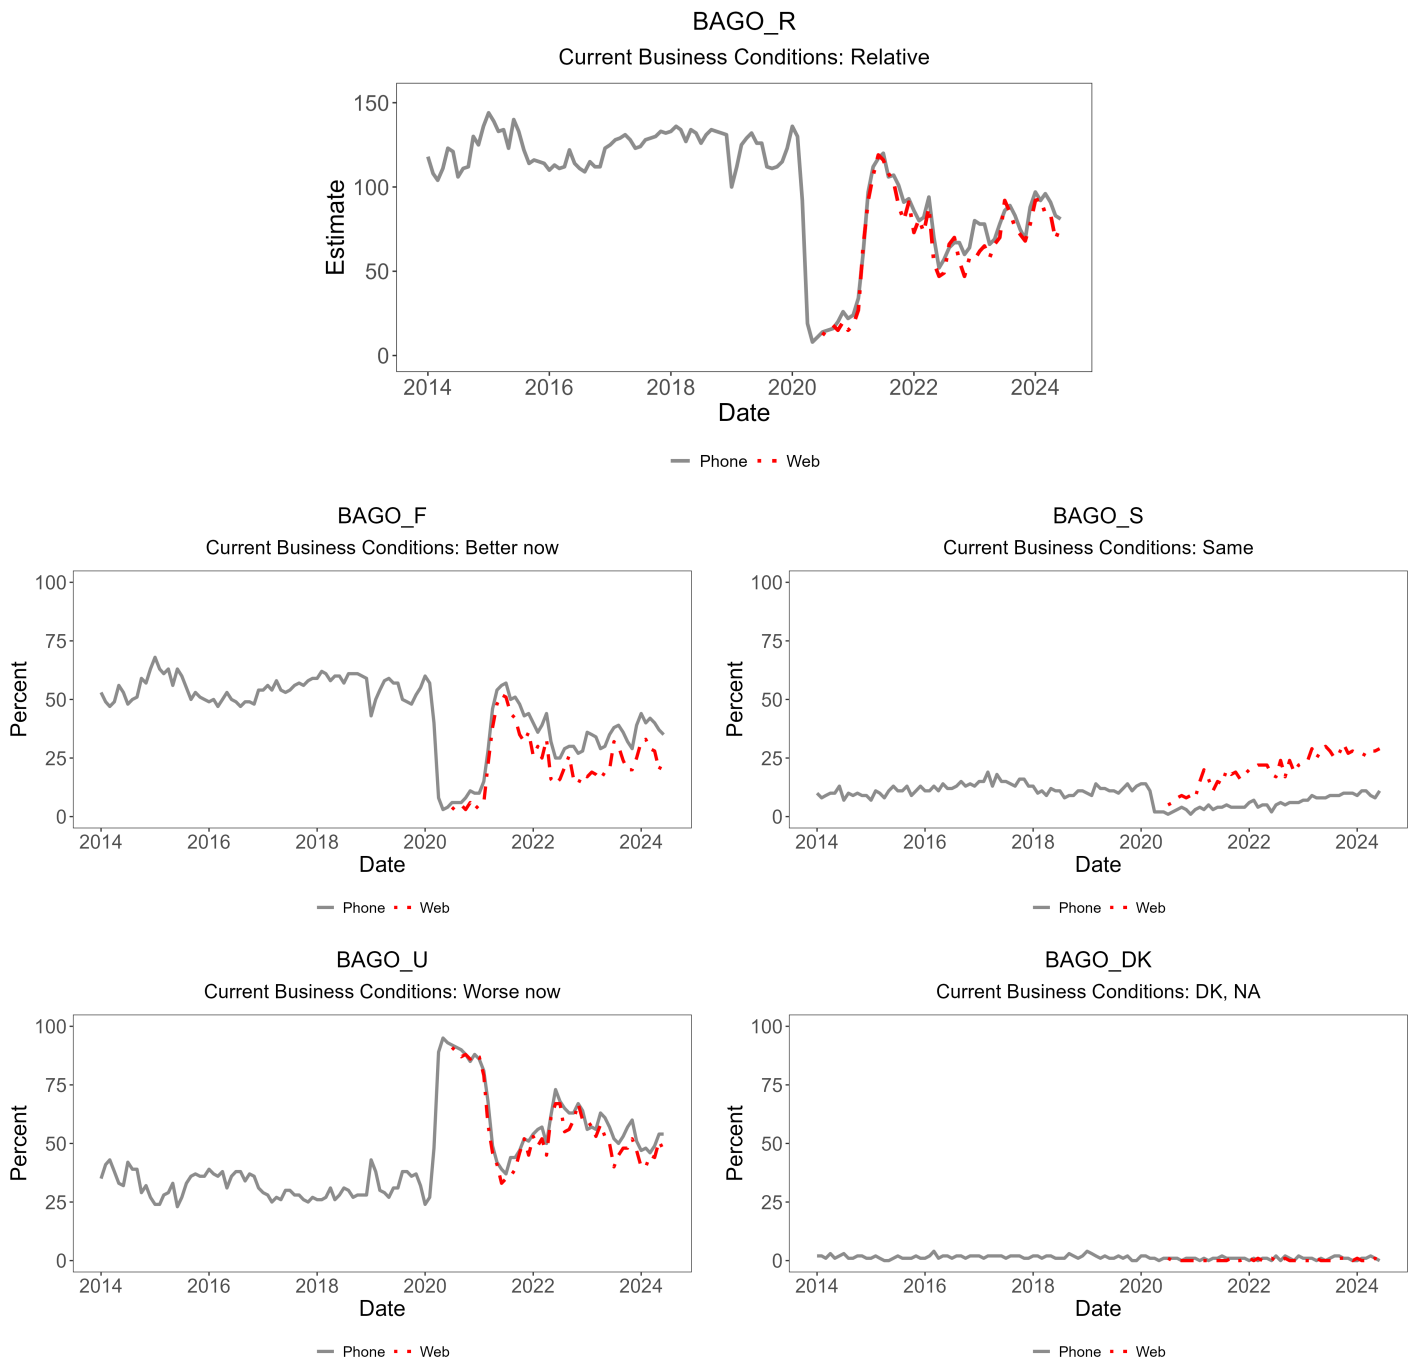 BAGO_R
Current Business Conditions: Relative
150
100
50
0
Estimate
2014 2016 2018 2020 2022 2024
Date
Phone Web
BAGO_F
Current Business Conditions: Better now
100
75
50
25
0
Percent
2014 2016 2018 2020 2022 2024
Date
Phone Web
BAGO_S
Current Business Conditions: Same
100
75
50
25
0
Percent
2014 2016 2018 2020 2022 2024
Date
Phone Web
BAGO_U
Current Business Conditions: Worse now
100
75
50
25
0
Percent
2014 2016 2018 2020 2022 2024
Date
Phone Web
BAGO_DK
Current Business Conditions: DK, NA
100
75
50
25
0
Percent
2014 2016 2018 2020 2022 2024
Date
Phone Web